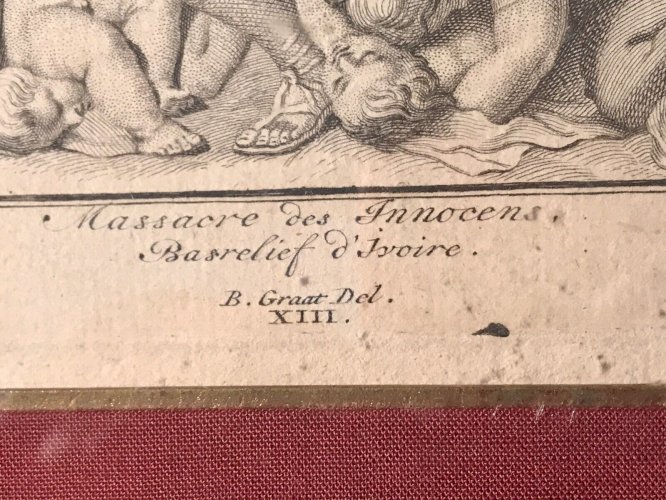 Massacre des Innocens.
Basrelief d'Ivoire.
B. Graat Del.
XIII.